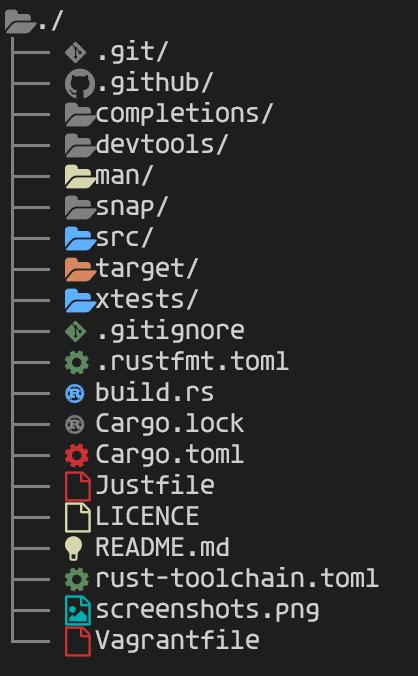 ./
.git/
.github/
completions/
devtools/
man/
snap/
src/
target/
xtests/
.gitignore
.rustfmt.toml
build.rs
Cargo.lock
Cargo.toml
Justfile
LICENCE
README.md
rust-toolchain.toml
screenshots.png
Vagrantfile